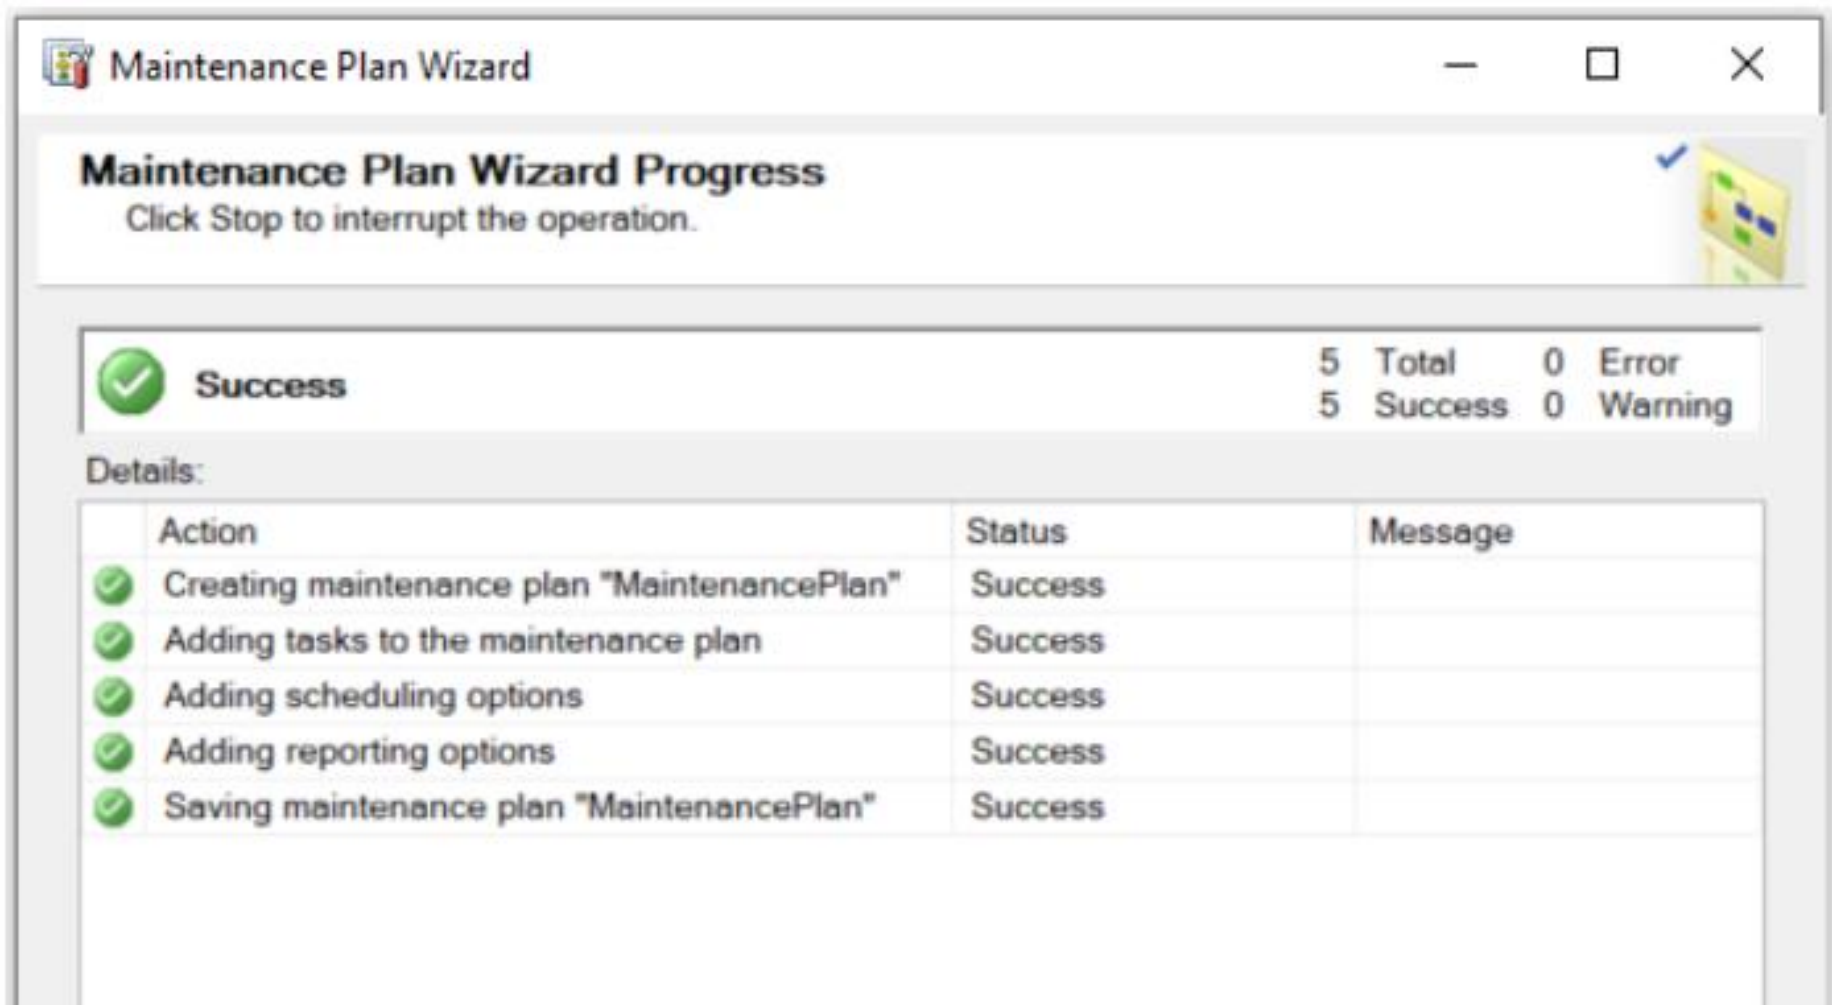 Maintenance Plan Wizard
Maintenance Plan Wizard Progress
Click Stop to interrupt the operation.
Success
5 Total 0 Error
5 Success 0 Warning
Details:
Action Status Message
Creating maintenance plan "MaintenancePlan" Success
Adding tasks to the maintenance plan Success
Adding scheduling options Success
Adding reporting options Success
Saving maintenance plan "MaintenancePlan" Success